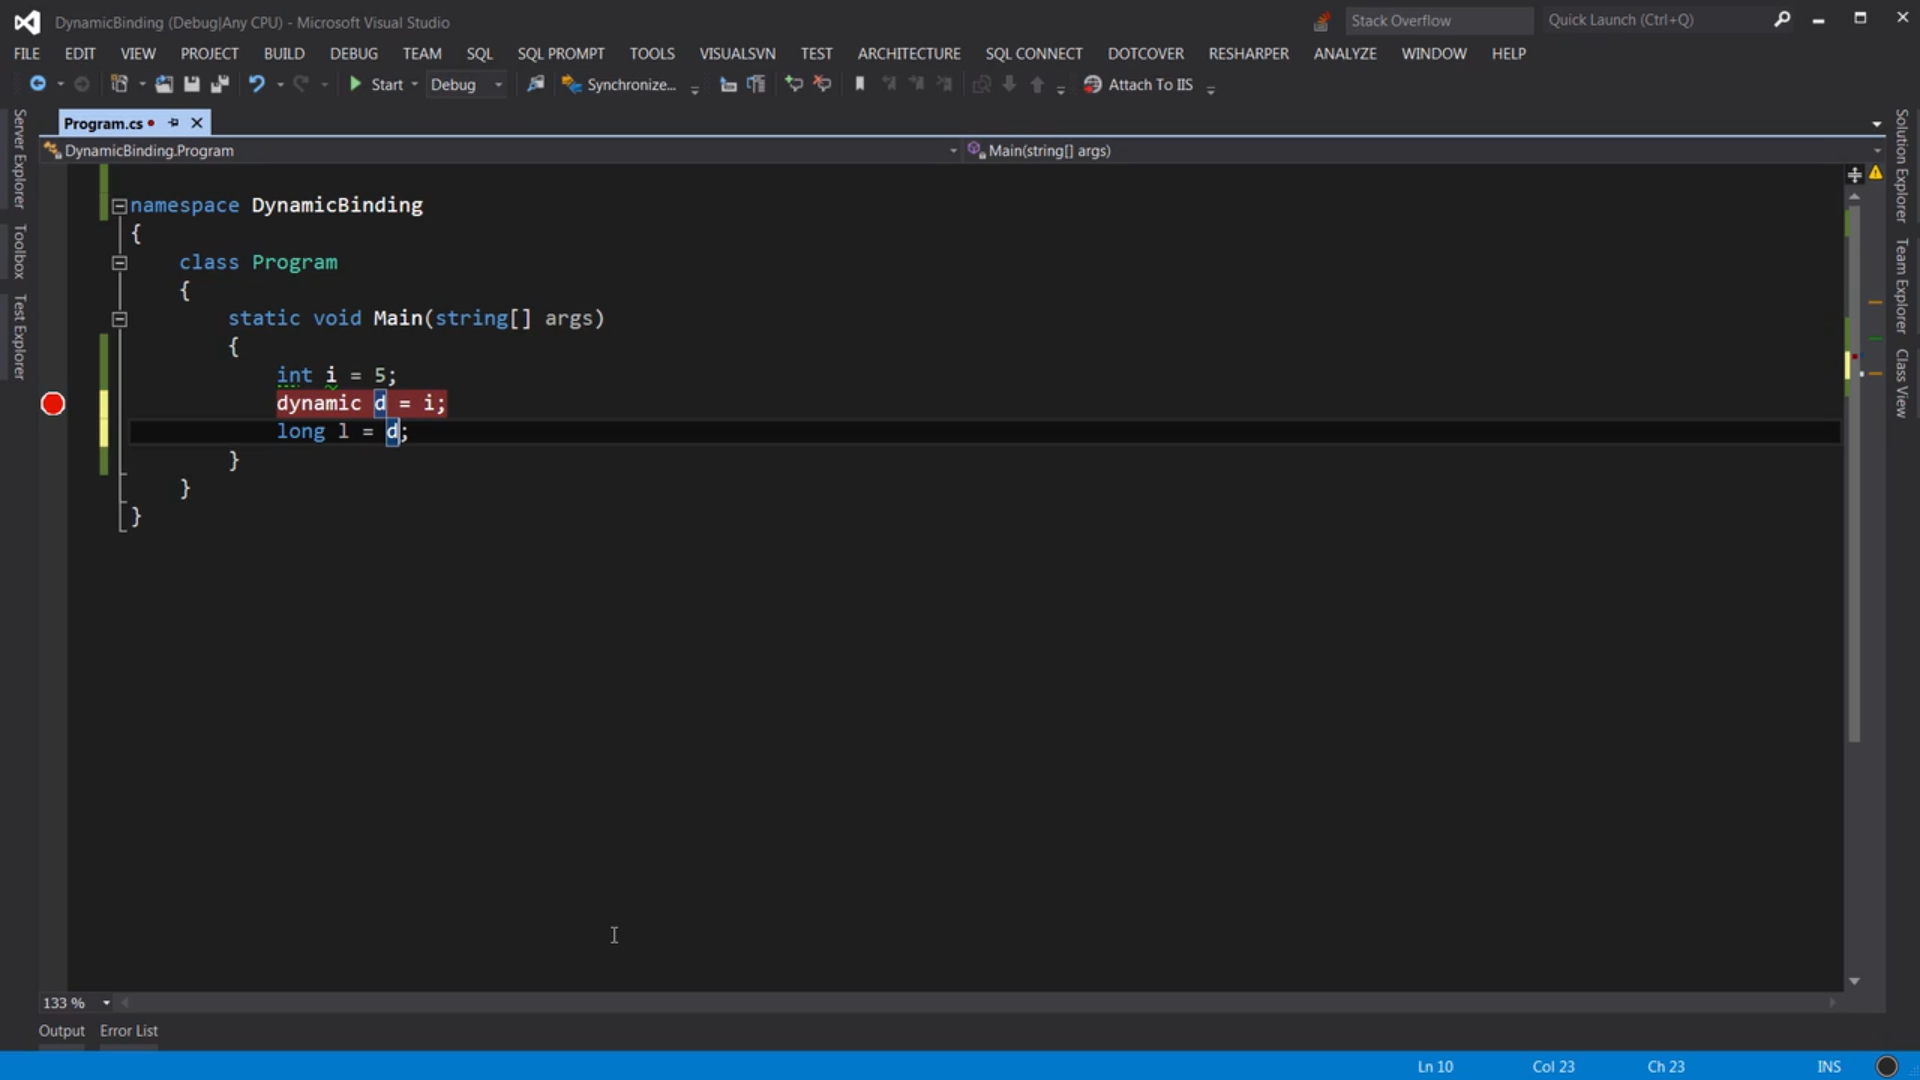 DynamicBinding (Debug|Any CPU) - Microsoft Visual Studio
Stack Overflow
Quick Launch (Ctrl+Q)
FILE EDIT VIEW PROJECT BUILD DEBUG TEAM SQL SQL PROMPT TOOLS VISUALSVN TEST ARCHITECTURE SQL CONNECT DOTCOVER RESHARPER ANALYZE WINDOW HELP
Start Debug Synchronize... Attach To IIS
Program.cs
DynamicBinding.Program
Main(string[] args)
Server Explorer
Toolbox
Test Explorer
namespace DynamicBinding
{
class Program
{
static void Main(string[] args)
{
int i = 5;
dynamic d = i;
long l = d;
}
}
}
Solution Explorer
Team Explorer
Class View
133 %
Output Error List
Ln 10 Col 23 Ch 23 INS